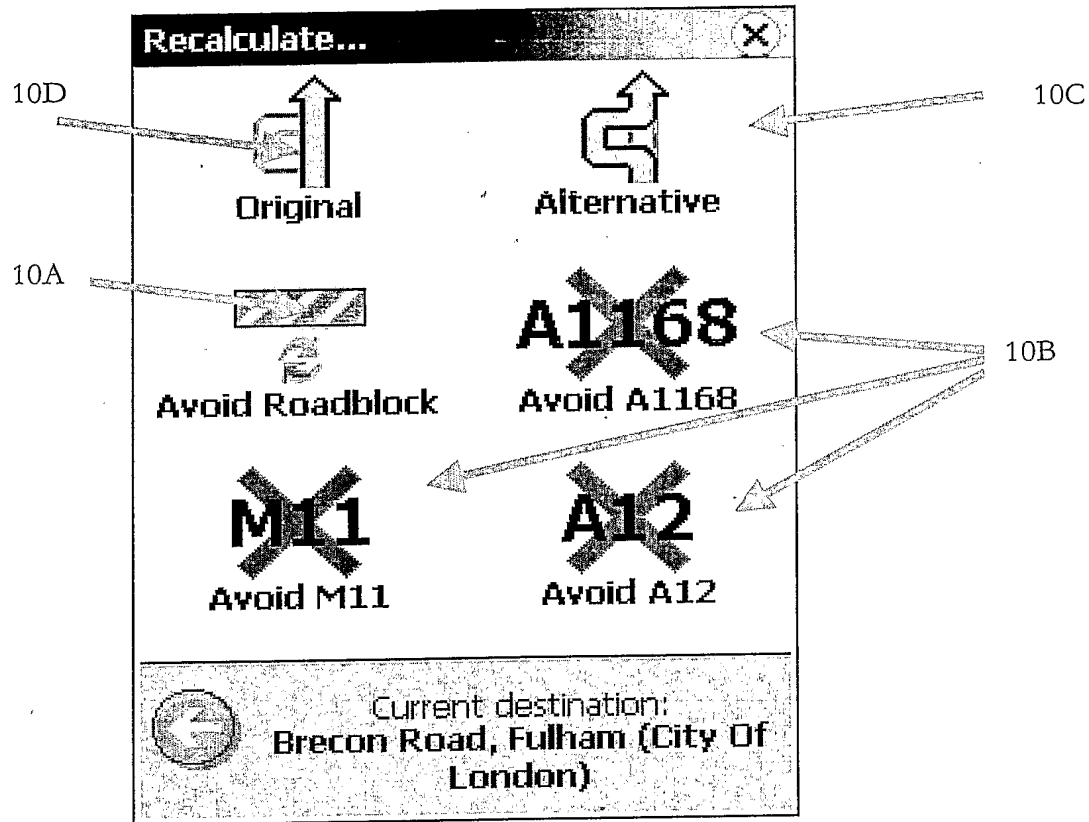 Recalculate...
10D
10C
Original
Alternative
10A
A1168
10B
Avoid Roadblock
Avoid A1168
M11
A12
Avoid M11
Avoid A12
Current destination:
Brecon Road, Fulham (City Of
London)